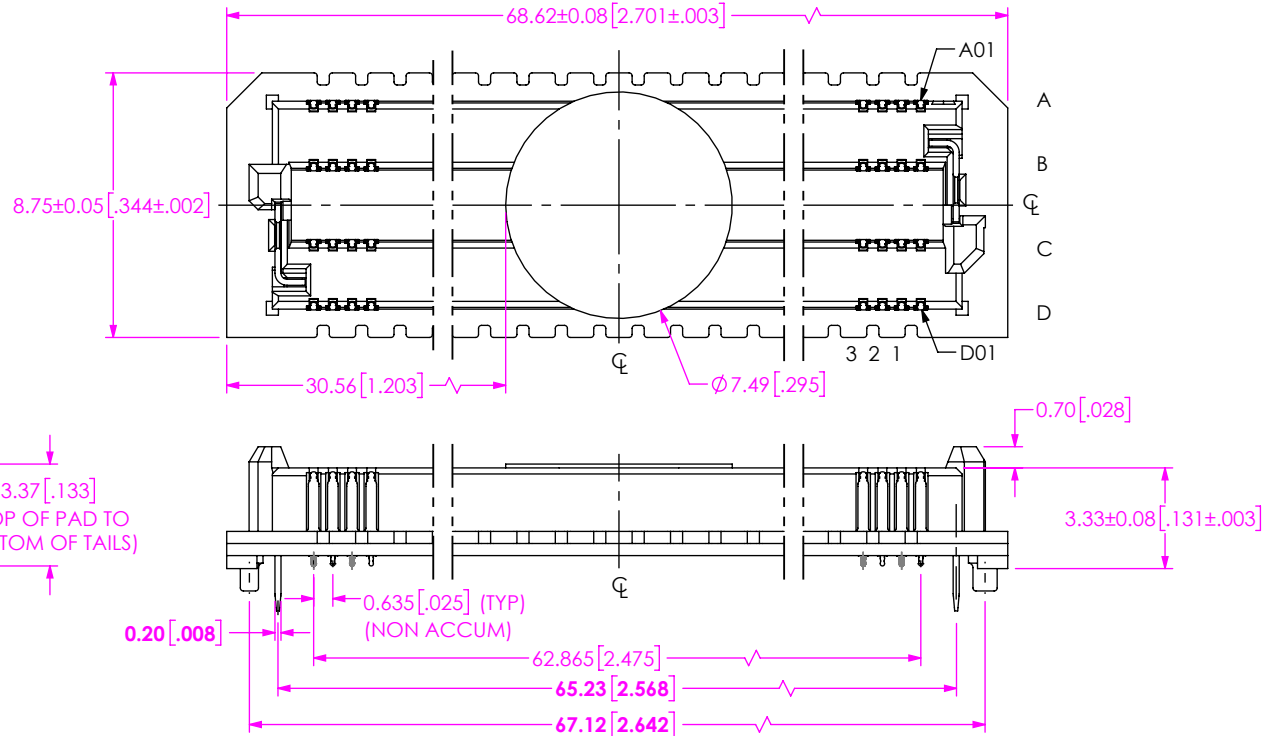 68.62±0.08[2.701±.003]
A01
A
B
8.75±0.05[.344±.002]
℄
C
D
3 2 1
D01
℄
30.56[1.203]
Ø7.49[.295]
0.70[.028]
3.37[.133]
OP OF PAD TO
TTOM OF TAILS)
3.33±0.08[.131±.003]
℄
0.635[.025] (TYP)
(NON ACCUM)
0.20[.008]
62.865[2.475]
65.23[2.568]
67.12[2.642]